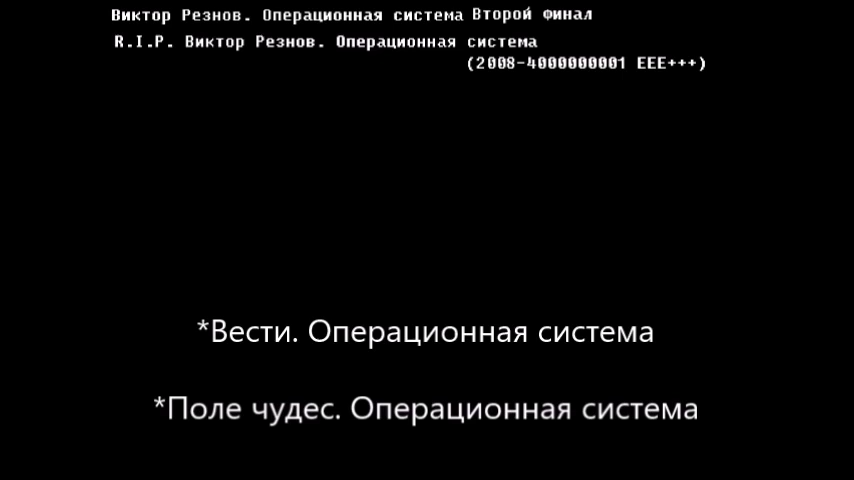 Виктор Резнов. Операционная система Второй финал
R.I.P. Виктор Резнов. Операционная система
(2008-4000000001 EEE+++)
*Вести. Операционная система
*Поле чудес. Операционная система